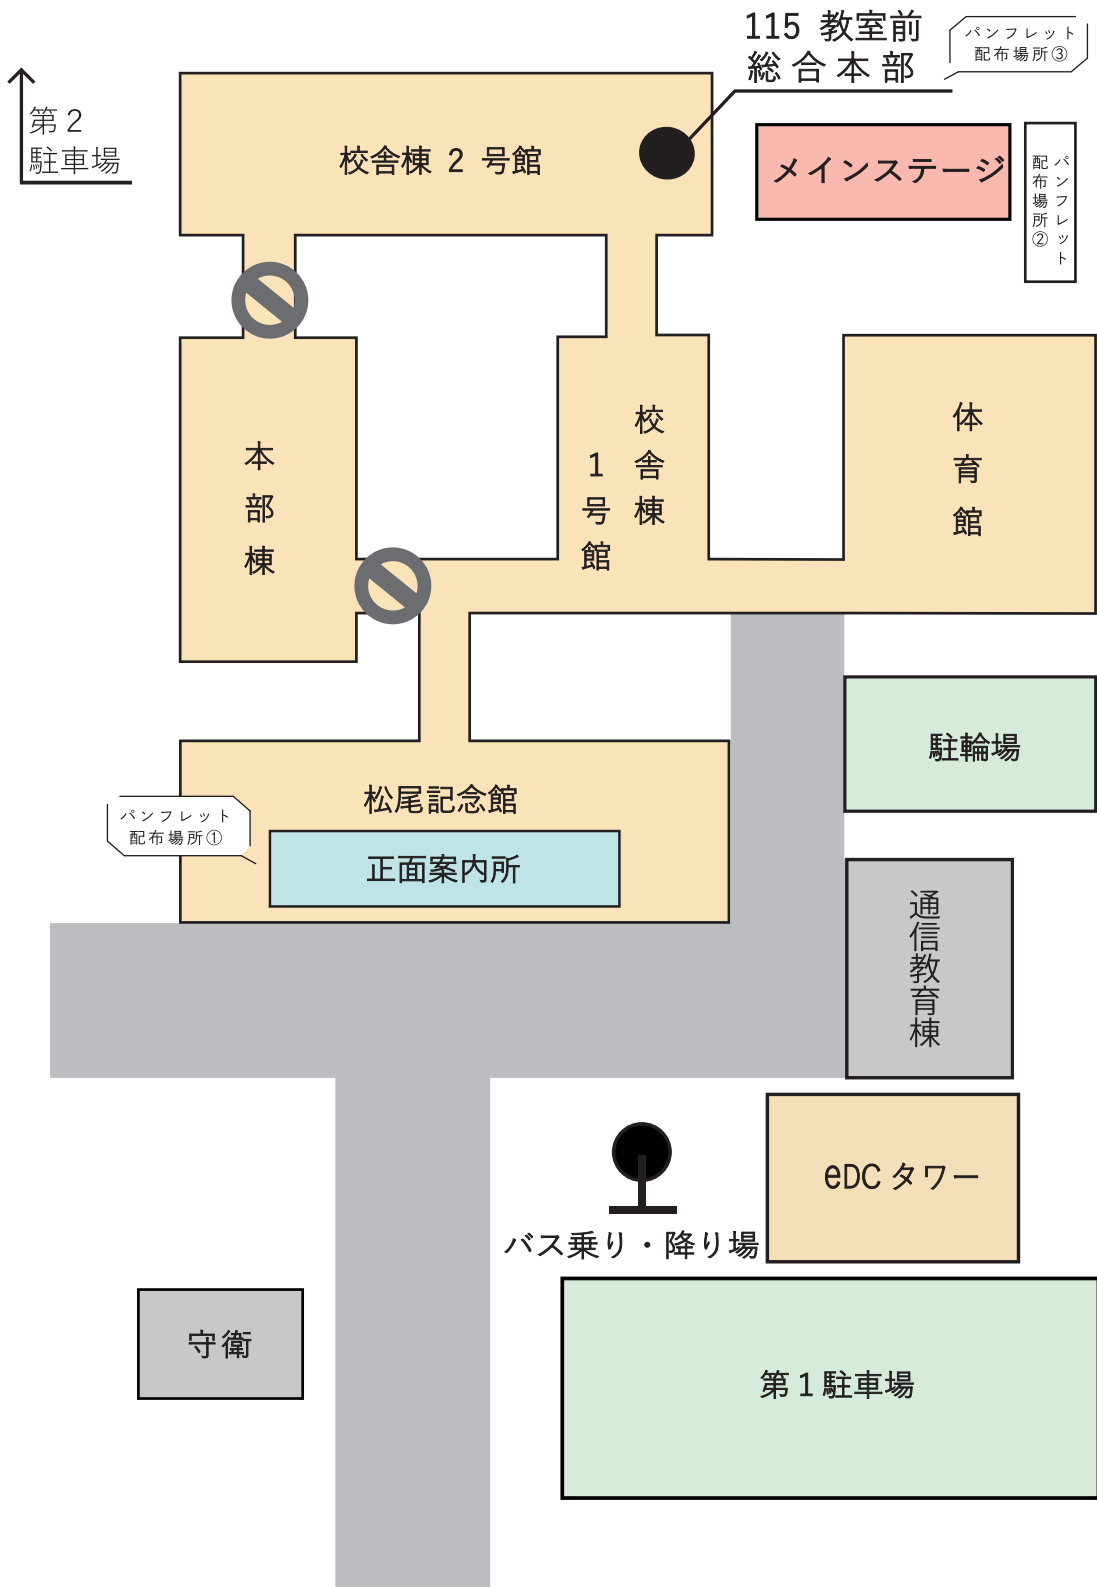 115 教室前
総合本部
パンフレット
配布場所③
第2
駐車場
校舎棟 2 号館
メインステージ
パンフレット
配布場所②
本部棟
校舎棟
1号館
体育館
駐輪場
松尾記念館
パンフレット
配布場所①
正面案内所
通信教育棟
eDCタワー
バス乗り・降り場
守衛
第1駐車場